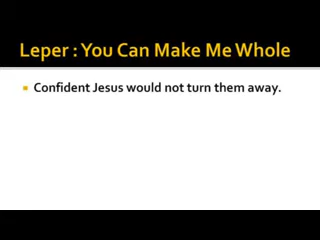 Leper : You Can Make Me Whole
Confident Jesus would not turn them away.